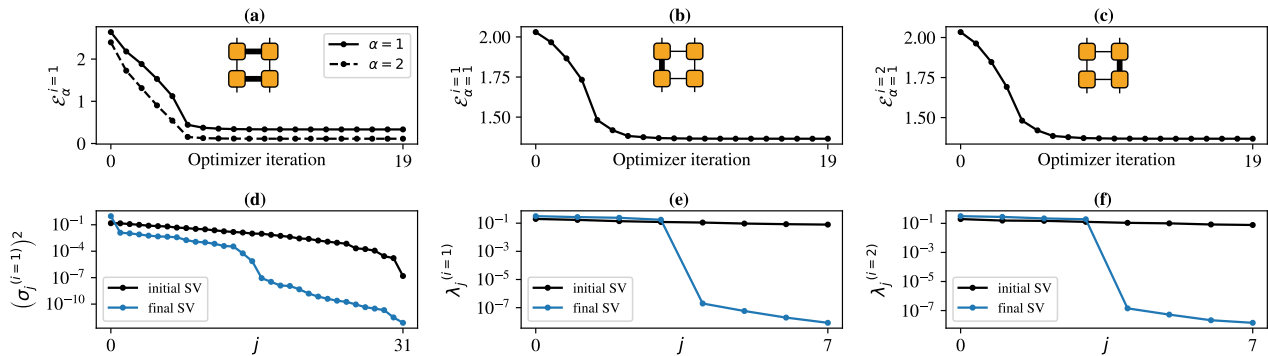 (a)
2
1
0
ℰ_α^{i=1}
α = 1
α = 2
0
Optimizer iteration
19
(b)
2.00
1.75
1.50
ℰ_{α=1}^{i=1}
0
Optimizer iteration
19
(c)
2.00
1.75
1.50
ℰ_{α=1}^{i=2}
0
Optimizer iteration
19
(d)
10^{-1}
10^{-4}
10^{-7}
10^{-10}
(σ_j^{(i=1)})^2
initial SV
final SV
0
j
31
(e)
10^{-1}
10^{-3}
10^{-5}
10^{-7}
λ_j^{(i=1)}
initial SV
final SV
0
j
7
(f)
10^{-1}
10^{-3}
10^{-5}
10^{-7}
λ_j^{(i=2)}
initial SV
final SV
0
j
7